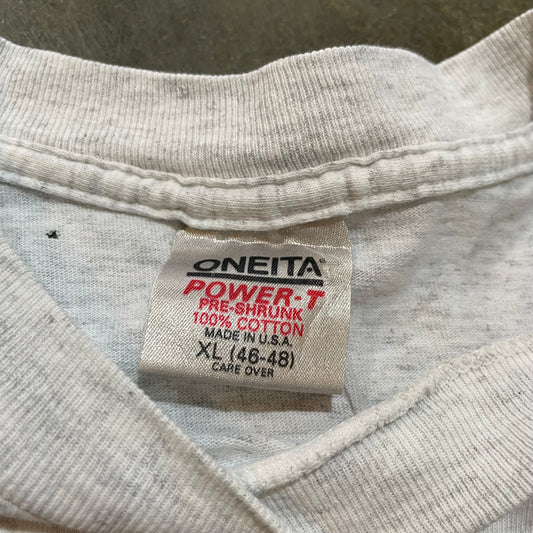 ONEITA®
POWER-T
PRE-SHRUNK
100% COTTON
MADE IN U.S.A.
XL (46-48)
CARE OVER